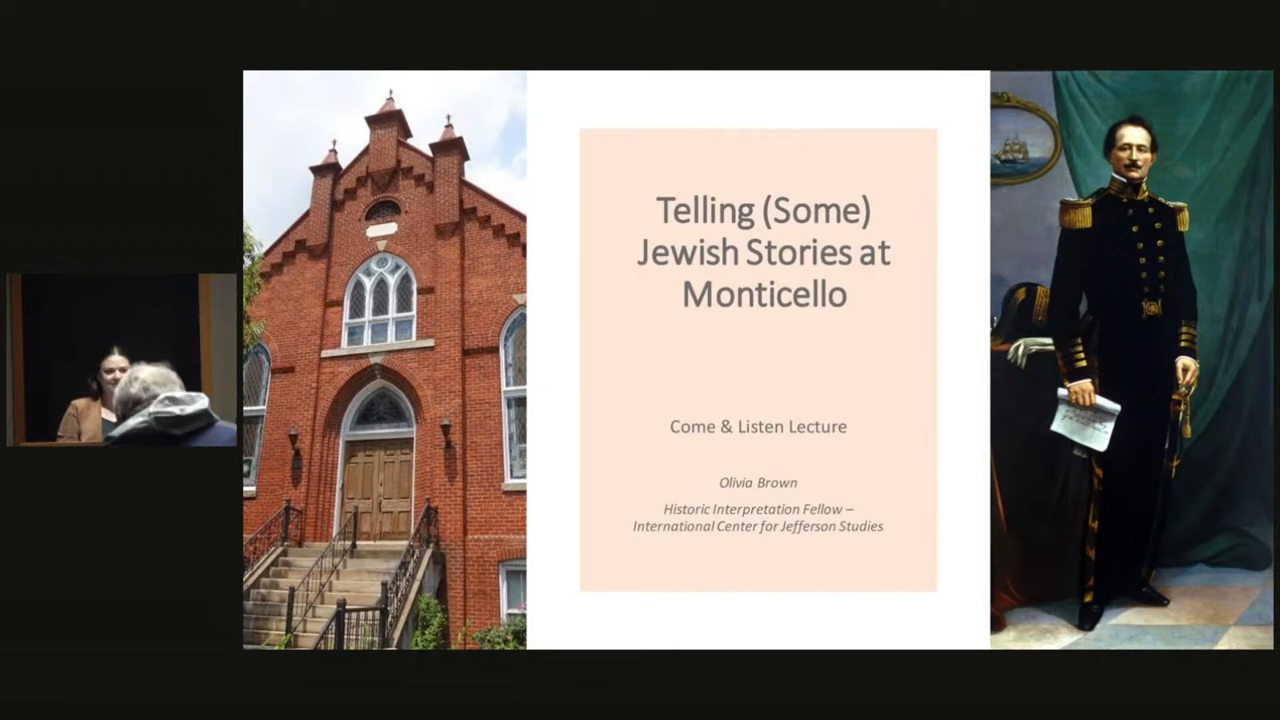 Telling (Some)
Jewish Stories at
Monticello
Come & Listen Lecture
Olivia Brown
Historic Interpretation Fellow –
International Center for Jefferson Studies